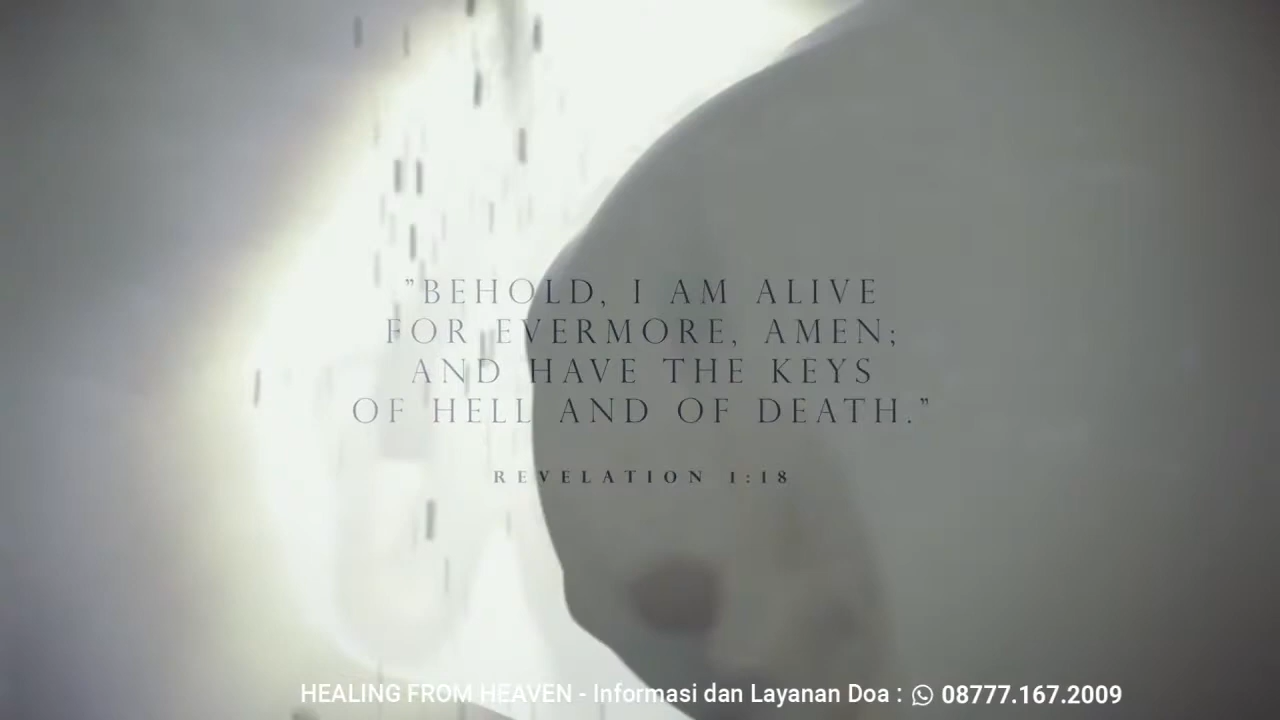 "BEHOLD, I AM ALIVE
FOR EVERMORE, AMEN;
AND HAVE THE KEYS
OF HELL AND OF DEATH."
REVELATION 1:18
HEALING FROM HEAVEN - Informasi dan Layanan Doa : 08777.167.2009